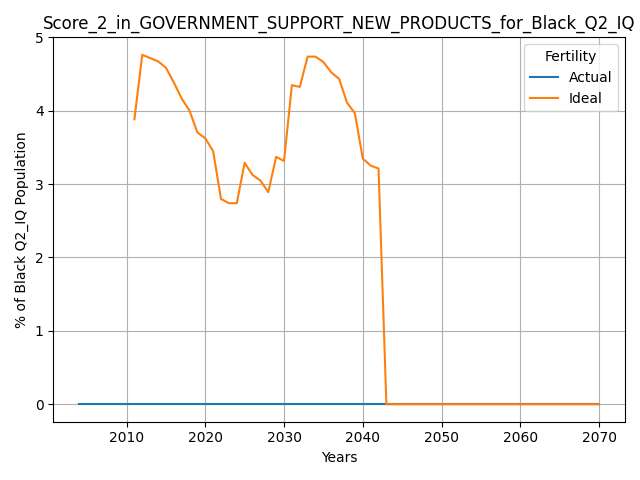 Score_2_in_GOVERNMENT_SUPPORT_NEW_PRODUCTS_for_Black_Q2_IQ
Fertility
Actual
Ideal
% of Black Q2_IQ Population
5
4
3
2
1
0
2010 2020 2030 2040 2050 2060 2070
Years